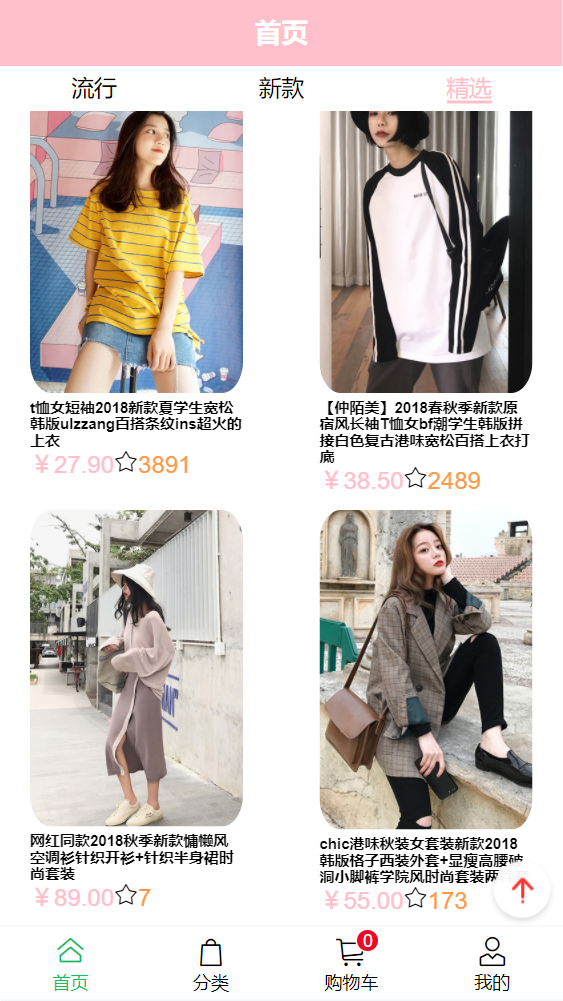 首页
流行 新款 精选
t恤女短袖2018新款夏学生宽松
韩版ulzzang百搭条纹ins超火的
上衣
￥27.90 3891
【仲陌美】2018春秋季新款原
宿风长袖T恤女bf潮学生韩版拼
接白色复古港味宽松百搭上衣打
底
￥38.50 2489
网红同款2018秋季新款慵懒风
空调衫针织开衫+针织半身裙时
尚套装
￥89.00 7
chic港味秋装女套装新款2018
韩版格子西装外套+显瘦高腰破
洞小脚裤学院风时尚套装两件
￥55.00 173
0
首页 分类 购物车 我的